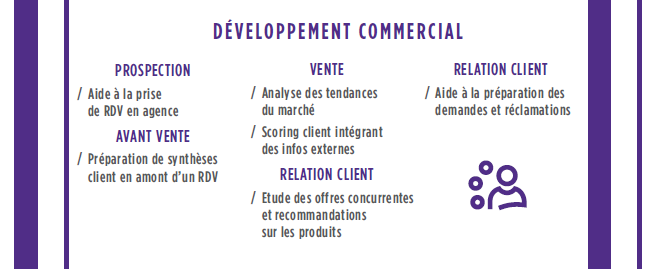 DÉVELOPPEMENT COMMERCIAL
PROSPECTION
/ Aide à la prise
de RDV en agence
AVANT VENTE
/ Préparation de synthèses
client en amont d'un RDV
VENTE
/ Analyse des tendances
du marché
/ Scoring client intégrant
des infos externes
RELATION CLIENT
/ Etude des offres concurrentes
et recommandations
sur les produits
RELATION CLIENT
/ Aide à la préparation des
demandes et réclamations